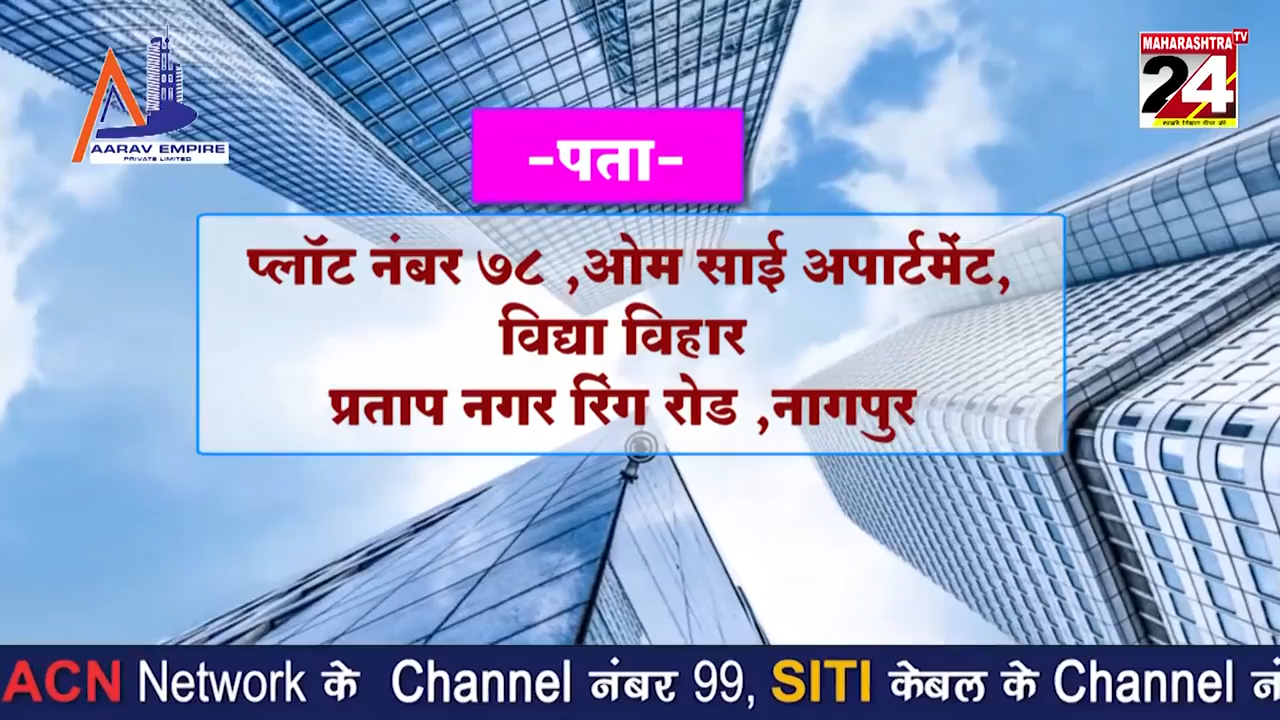 AARAV EMPIRE
PRIVATE LIMITED
MAHARASHTRA TV
24
-पता-
प्लॉट नंबर ७८ ,ओम साई अपार्टमेंट,
विद्या विहार
प्रताप नगर रिंग रोड ,नागपुर
ACN Network के Channel नंबर 99, SITI केबल के Channel नं